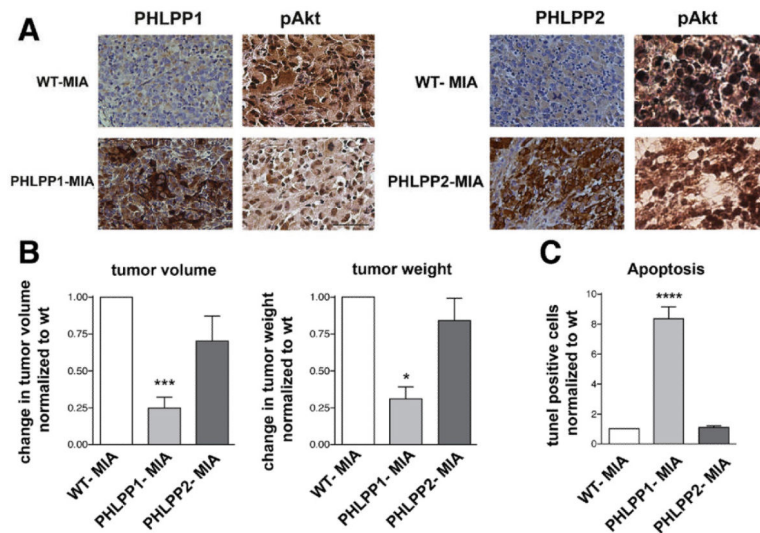 A
PHLPP1
pAkt
PHLPP2
pAkt
WT-MIA
WT- MIA
PHLPP1-MIA
PHLPP2-MIA
B
tumor volume
change in tumor volume
normalized to wt
1.00
0.75
0.50
0.25
0.00
***
WT- MIA
PHLPP1- MIA
PHLPP2- MIA
tumor weight
change in tumor weight
normalized to wt
1.00
0.75
0.50
0.25
0.00
*
WT- MIA
PHLPP1- MIA
PHLPP2- MIA
C
Apoptosis
tunel positive cells
normalized to wt
10
8
6
4
2
0
****
WT- MIA
PHLPP1- MIA
PHLPP2- MIA